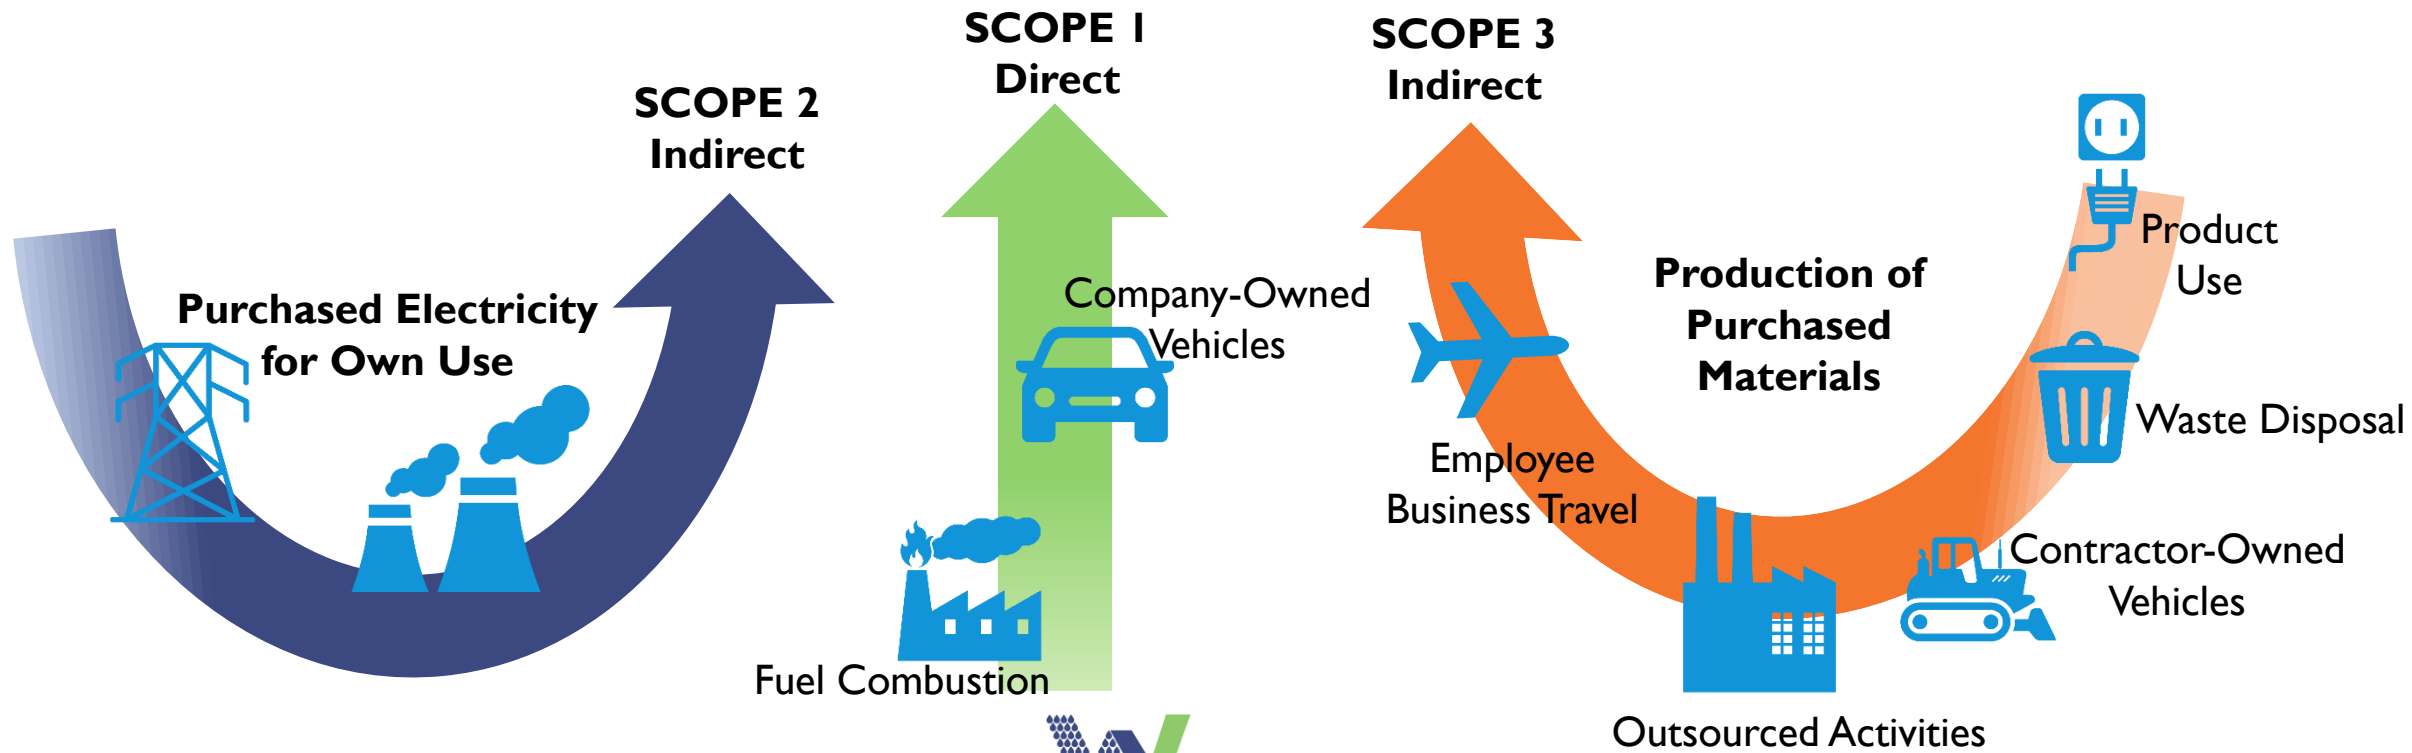 SCOPE 2
Indirect
Purchased Electricity
for Own Use
SCOPE 1
Direct
Company-Owned
Vehicles
Fuel Combustion
SCOPE 3
Indirect
Production of
Purchased
Materials
Employee
Business Travel
Outsourced Activities
Contractor-Owned
Vehicles
Waste Disposal
Product
Use